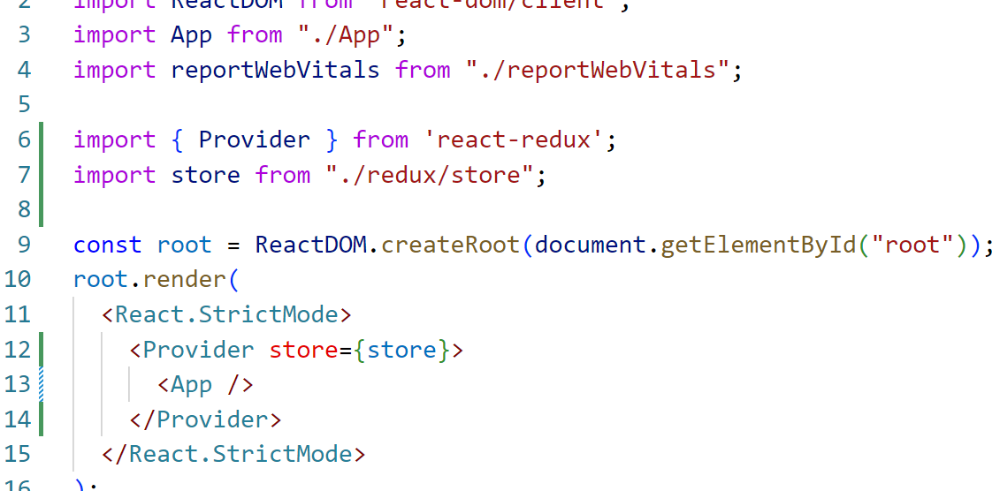 2 import ReactDOM from "react-dom/client";
3 import App from "./App";
4 import reportWebVitals from "./reportWebVitals";
5
6 import { Provider } from 'react-redux';
7 import store from "./redux/store";
8
9 const root = ReactDOM.createRoot(document.getElementById("root"));
10 root.render(
11 <React.StrictMode>
12 <Provider store={store}>
13 <App />
14 </Provider>
15 </React.StrictMode>
16 );